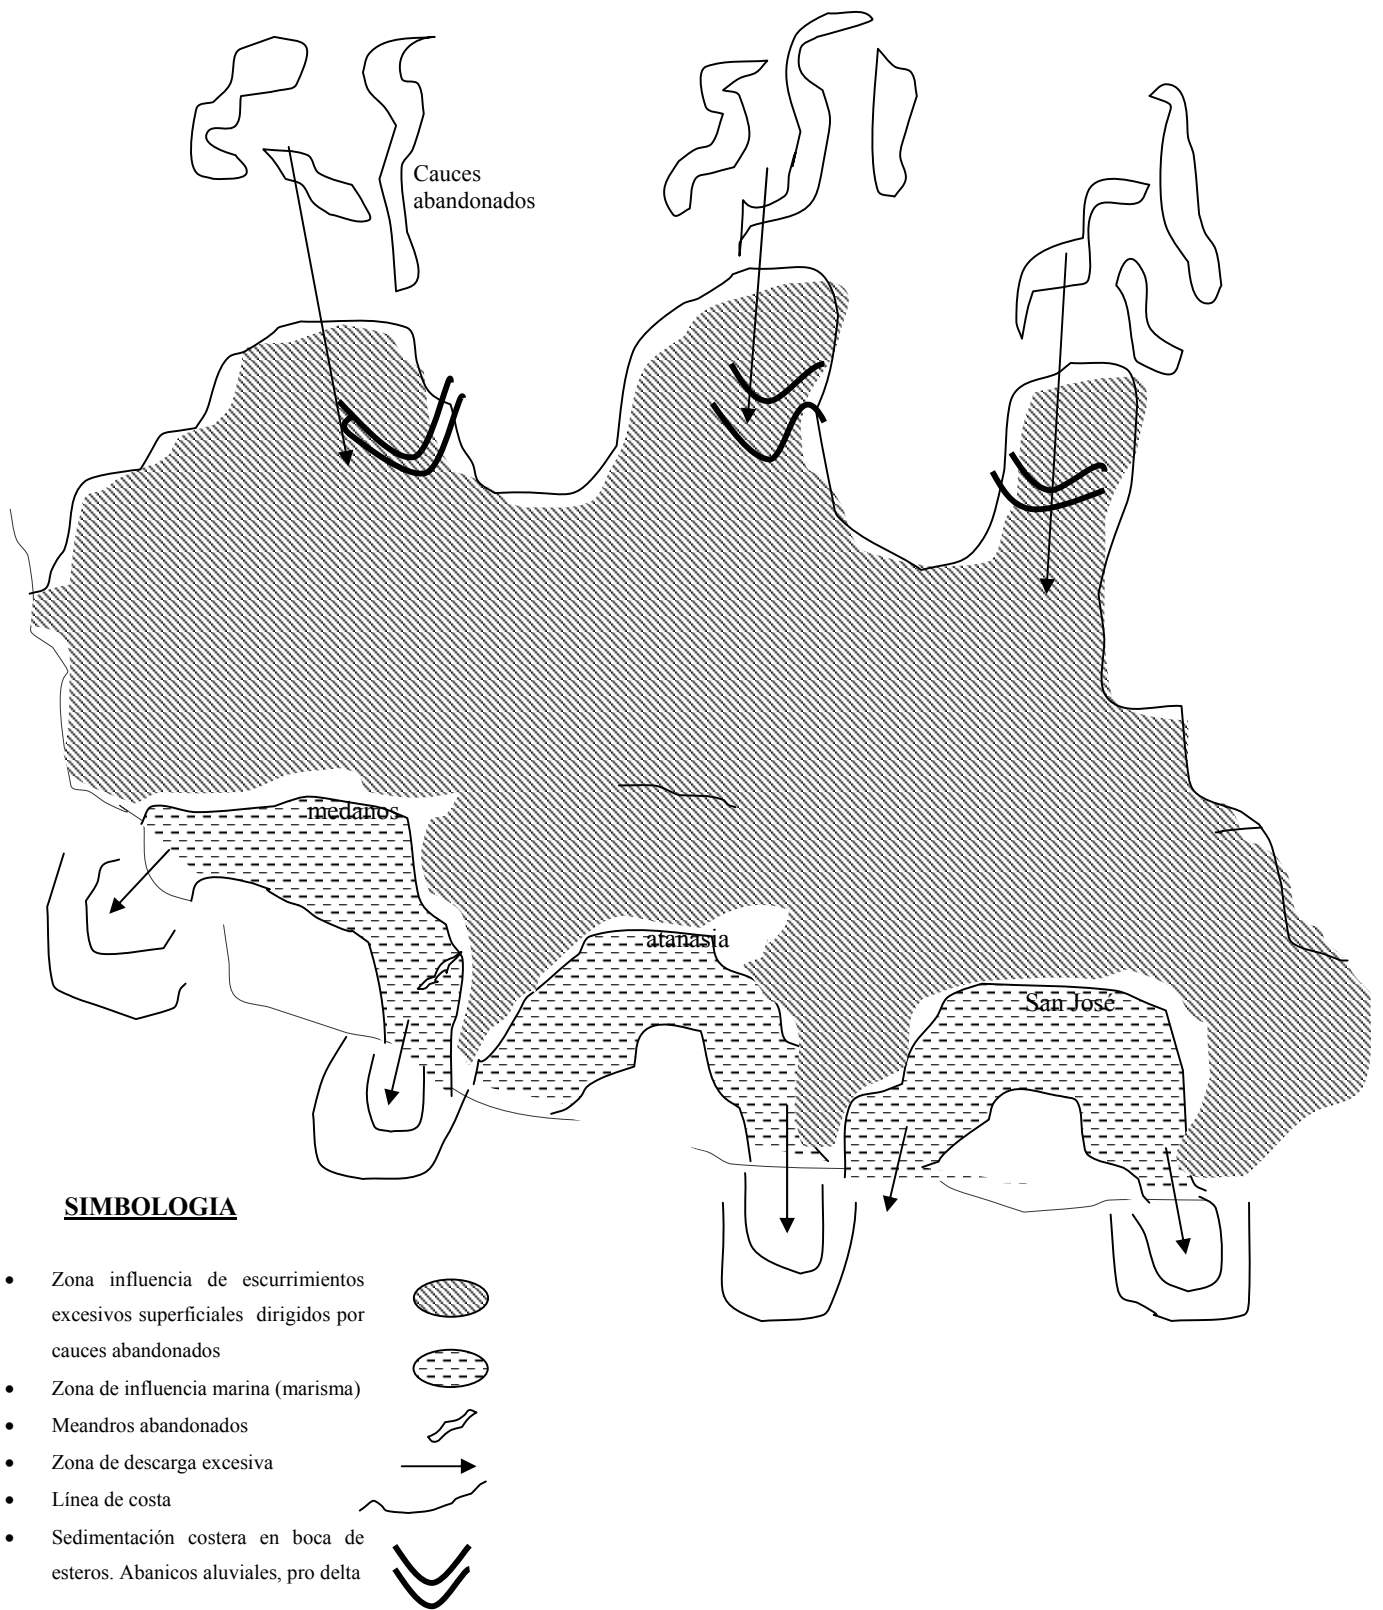 Cauces
abandonados
medanos
atanasia
San José
SIMBOLOGIA
• Zona influencia de escurrimientos
excesivos superficiales dirigidos por
cauces abandonados
• Zona de influencia marina (marisma)
• Meandros abandonados
• Zona de descarga excesiva
• Línea de costa
• Sedimentación costera en boca de
esteros. Abanicos aluviales, pro delta